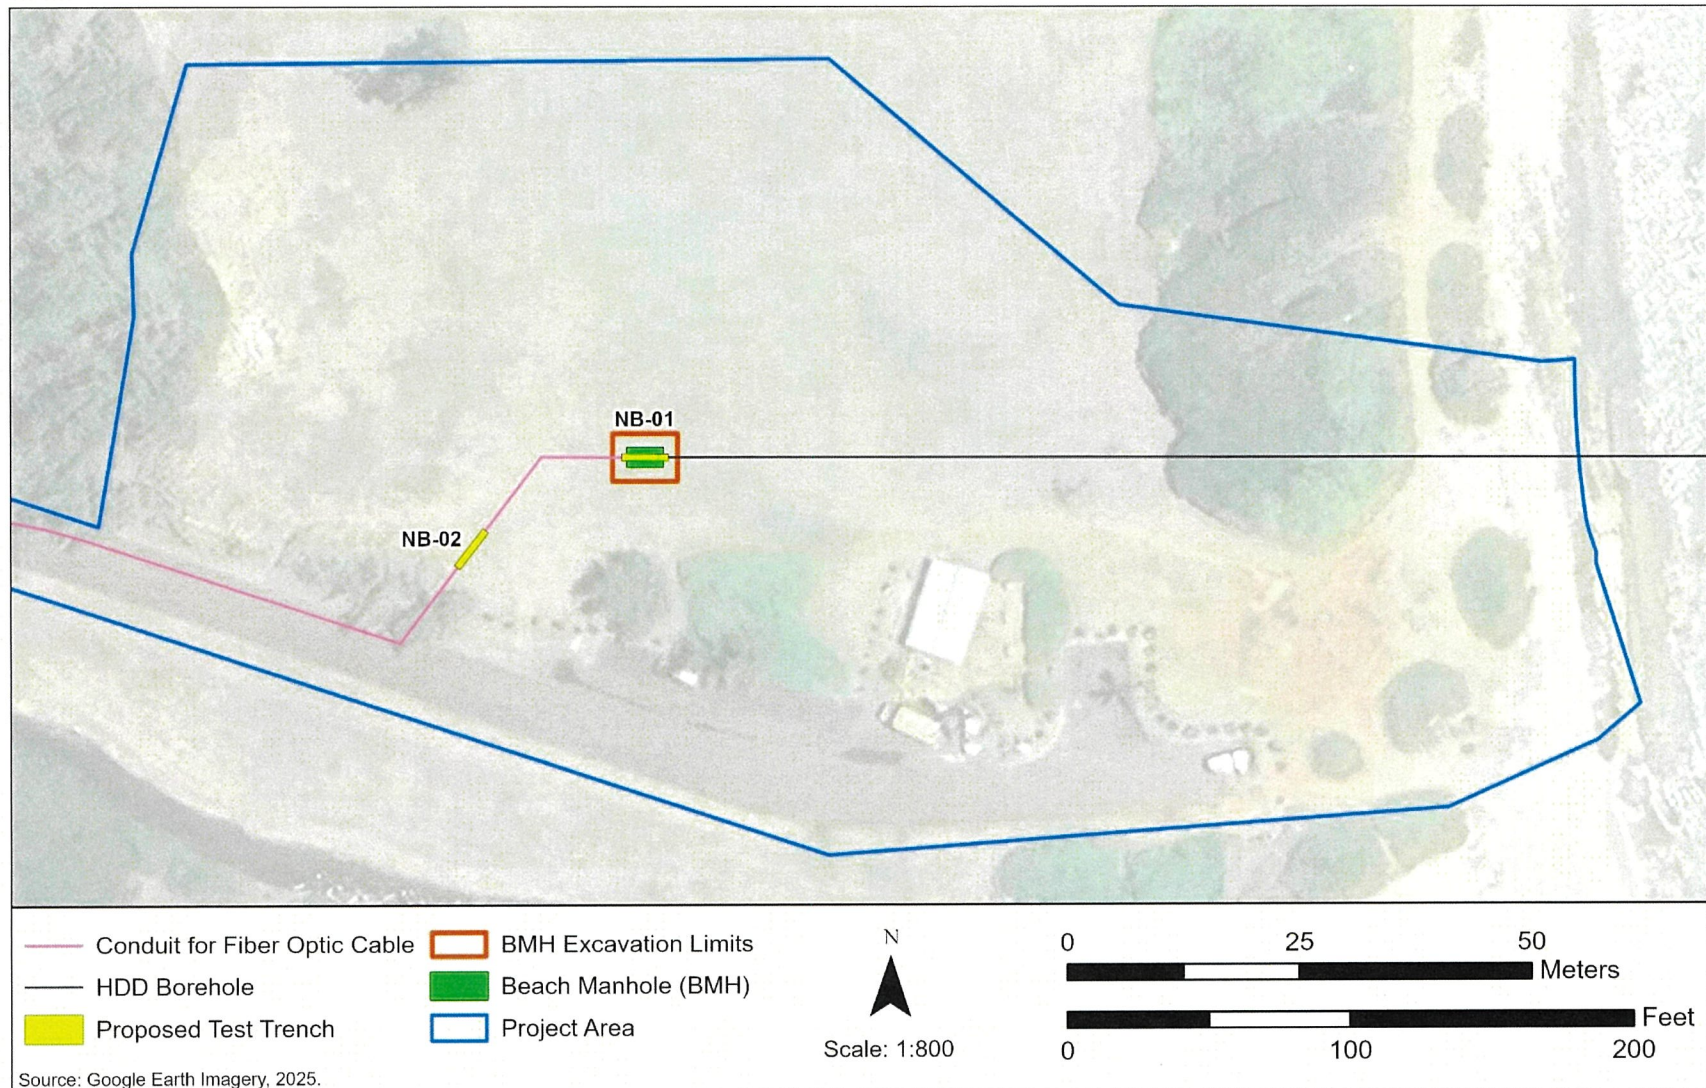 NB-01
NB-02
Conduit for Fiber Optic Cable
HDD Borehole
Proposed Test Trench
BMH Excavation Limits
Beach Manhole (BMH)
Project Area
N
Scale: 1:800
0 25 50
Meters
Feet
0 100 200
Source: Google Earth Imagery, 2025.